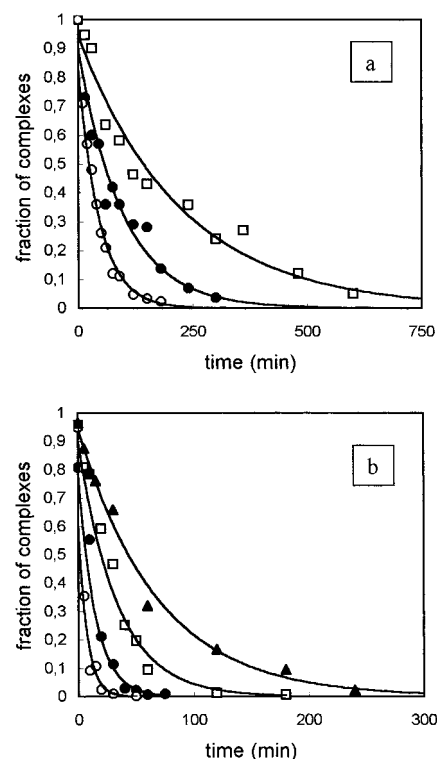 a
fraction of complexes
1
0,9
0,8
0,7
0,6
0,5
0,4
0,3
0,2
0,1
0
0 250 500 750
time (min)
b
fraction of complexes
1
0,9
0,8
0,7
0,6
0,5
0,4
0,3
0,2
0,1
0
0 100 200 300
time (min)